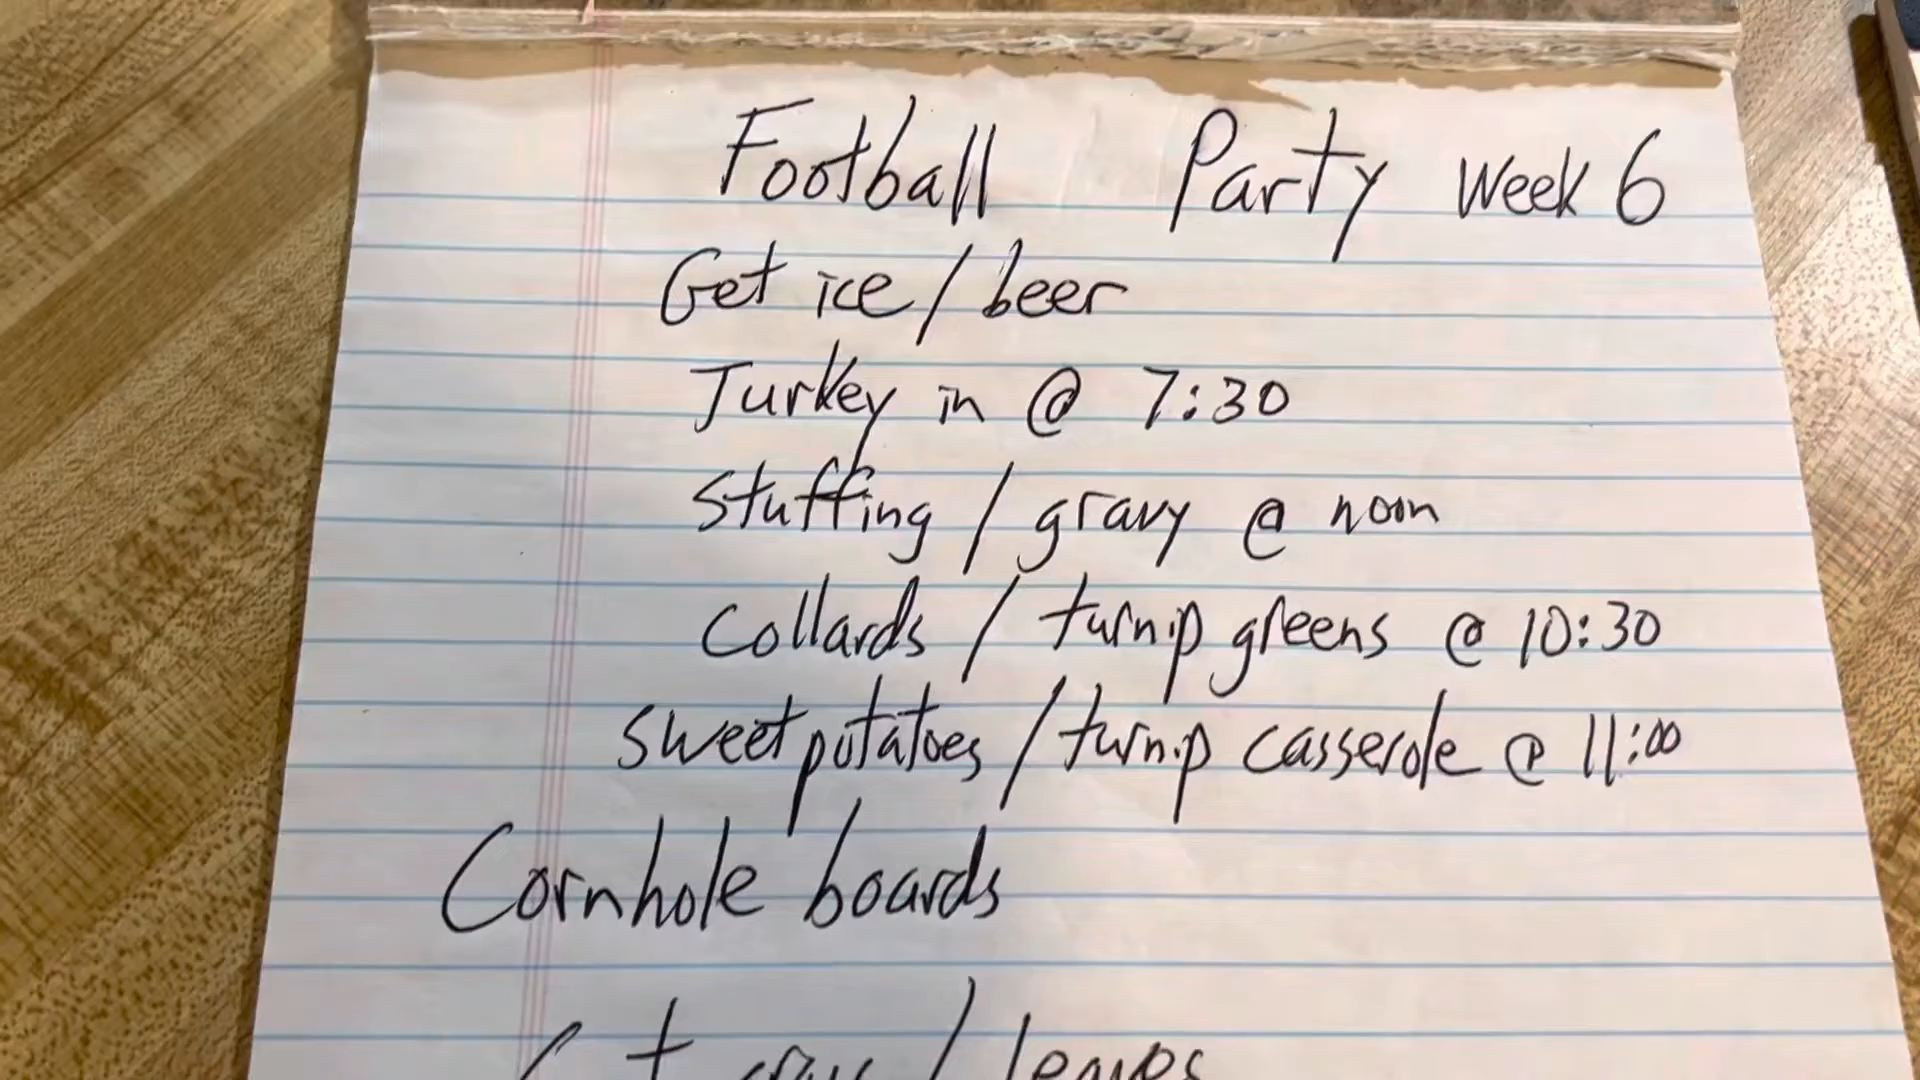 Football Party Week 6
Get ice / beer
Turkey in @ 7:30
Stuffing / gravy @ noon
Collards / turnip greens @ 10:30
Sweet potatoes / turnip casserole @ 11:00
Cornhole boards
/ leaves